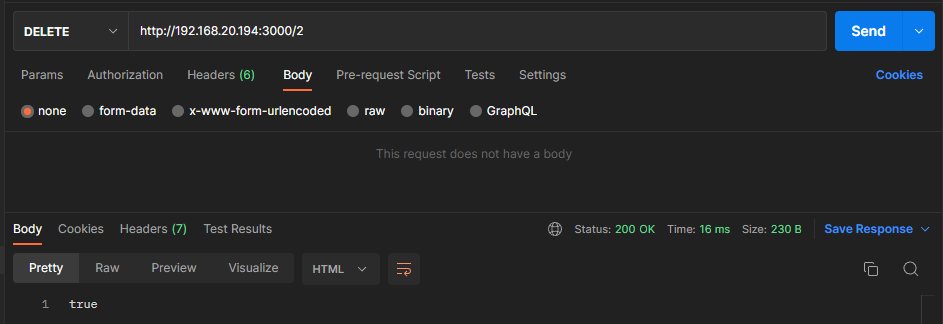 DELETE http://192.168.20.194:3000/2 Send
Params Authorization Headers (6) Body Pre-request Script Tests Settings Cookies
none form-data x-www-form-urlencoded raw binary GraphQL
This request does not have a body
Body Cookies Headers (7) Test Results Status: 200 OK Time: 16 ms Size: 230 B Save Response
Pretty Raw Preview Visualize HTML
1 true